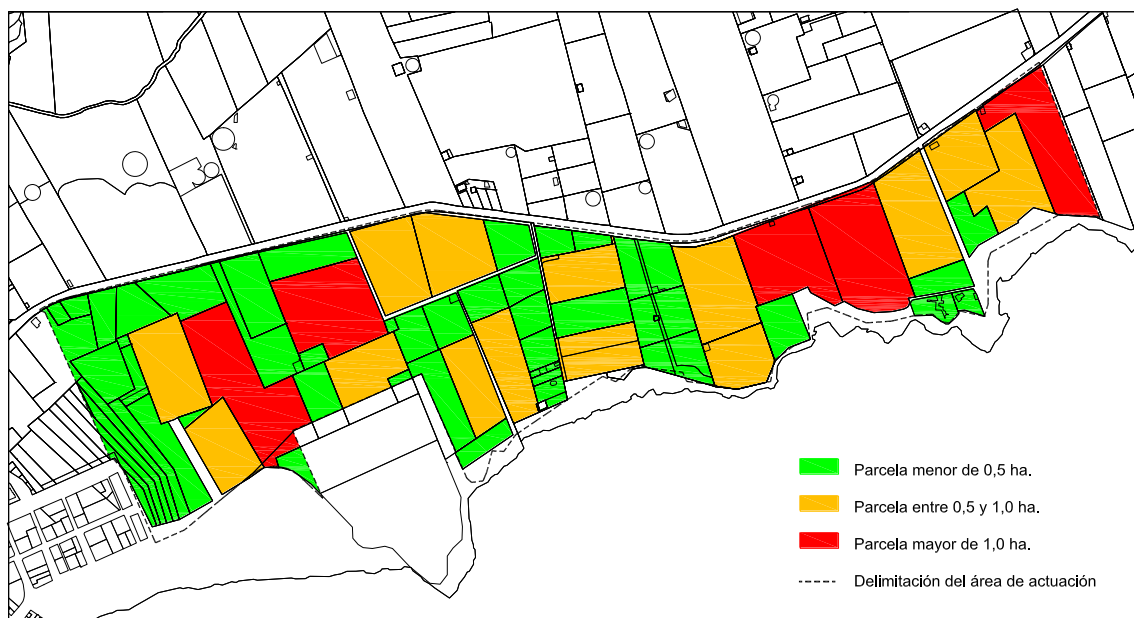 Parcela menor de 0,5 ha.
Parcela entre 0,5 y 1,0 ha.
Parcela mayor de 1,0 ha.
Delimitación del área de actuación